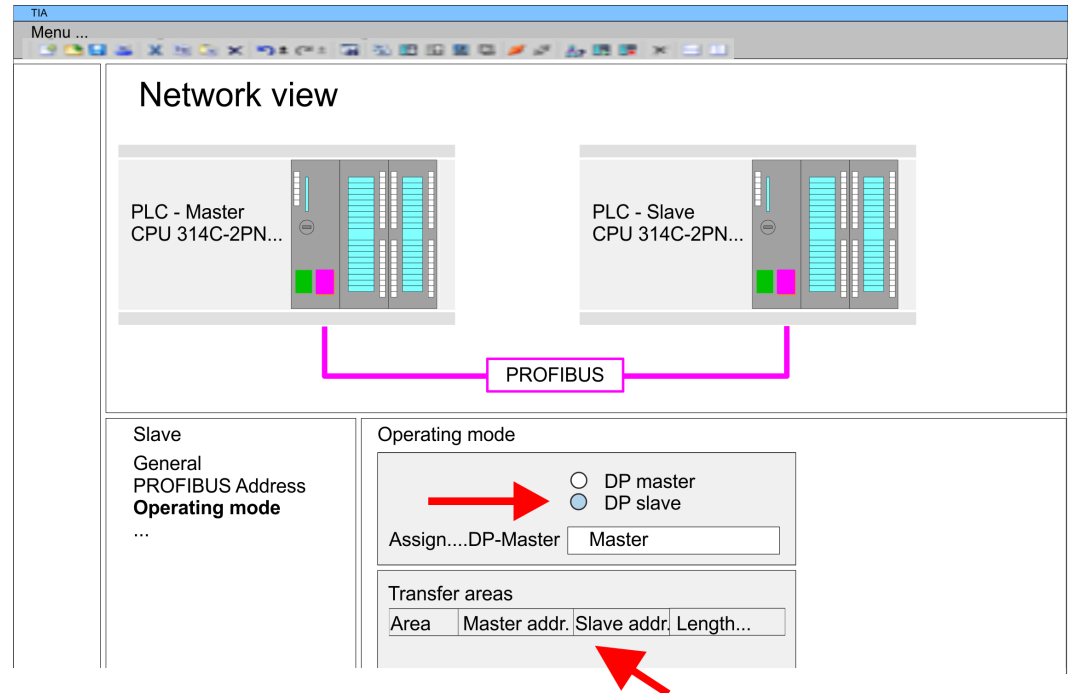 TIA
Menu ...
Network view
PLC - Master
CPU 314C-2PN...
PLC - Slave
CPU 314C-2PN...
PROFIBUS
Slave
General
PROFIBUS Address
Operating mode
...
Operating mode
DP master
DP slave
Assign....DP-Master Master
Transfer areas
Area Master addr. Slave addr. Length...